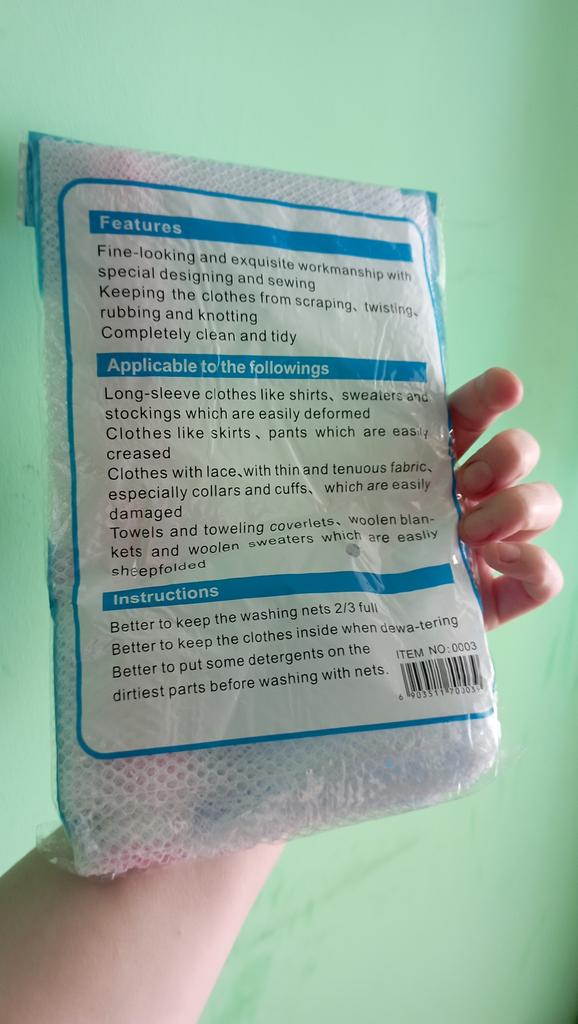 Features
Fine-looking and exquisite workmanship with
special designing and sewing
Keeping the clothes from scraping、twisting、
rubbing and knotting
Completely clean and tidy
Applicable to the followings
Long-sleeve clothes like shirts、sweaters and
stockings which are easily deformed
Clothes like skirts、pants which are easily
creased
Clothes with lace、with thin and tenuous fabric、
especially collars and cuffs、which are easily
damaged
Towels and toweling coverlets、woolen blan-
kets and woolen sweaters which are easily
sheepfolded
Instructions
Better to keep the washing nets 2/3 full
Better to keep the clothes inside when dewa-tering
Better to put some detergents on the
dirtiest parts before washing with nets.
ITEM NO:0003